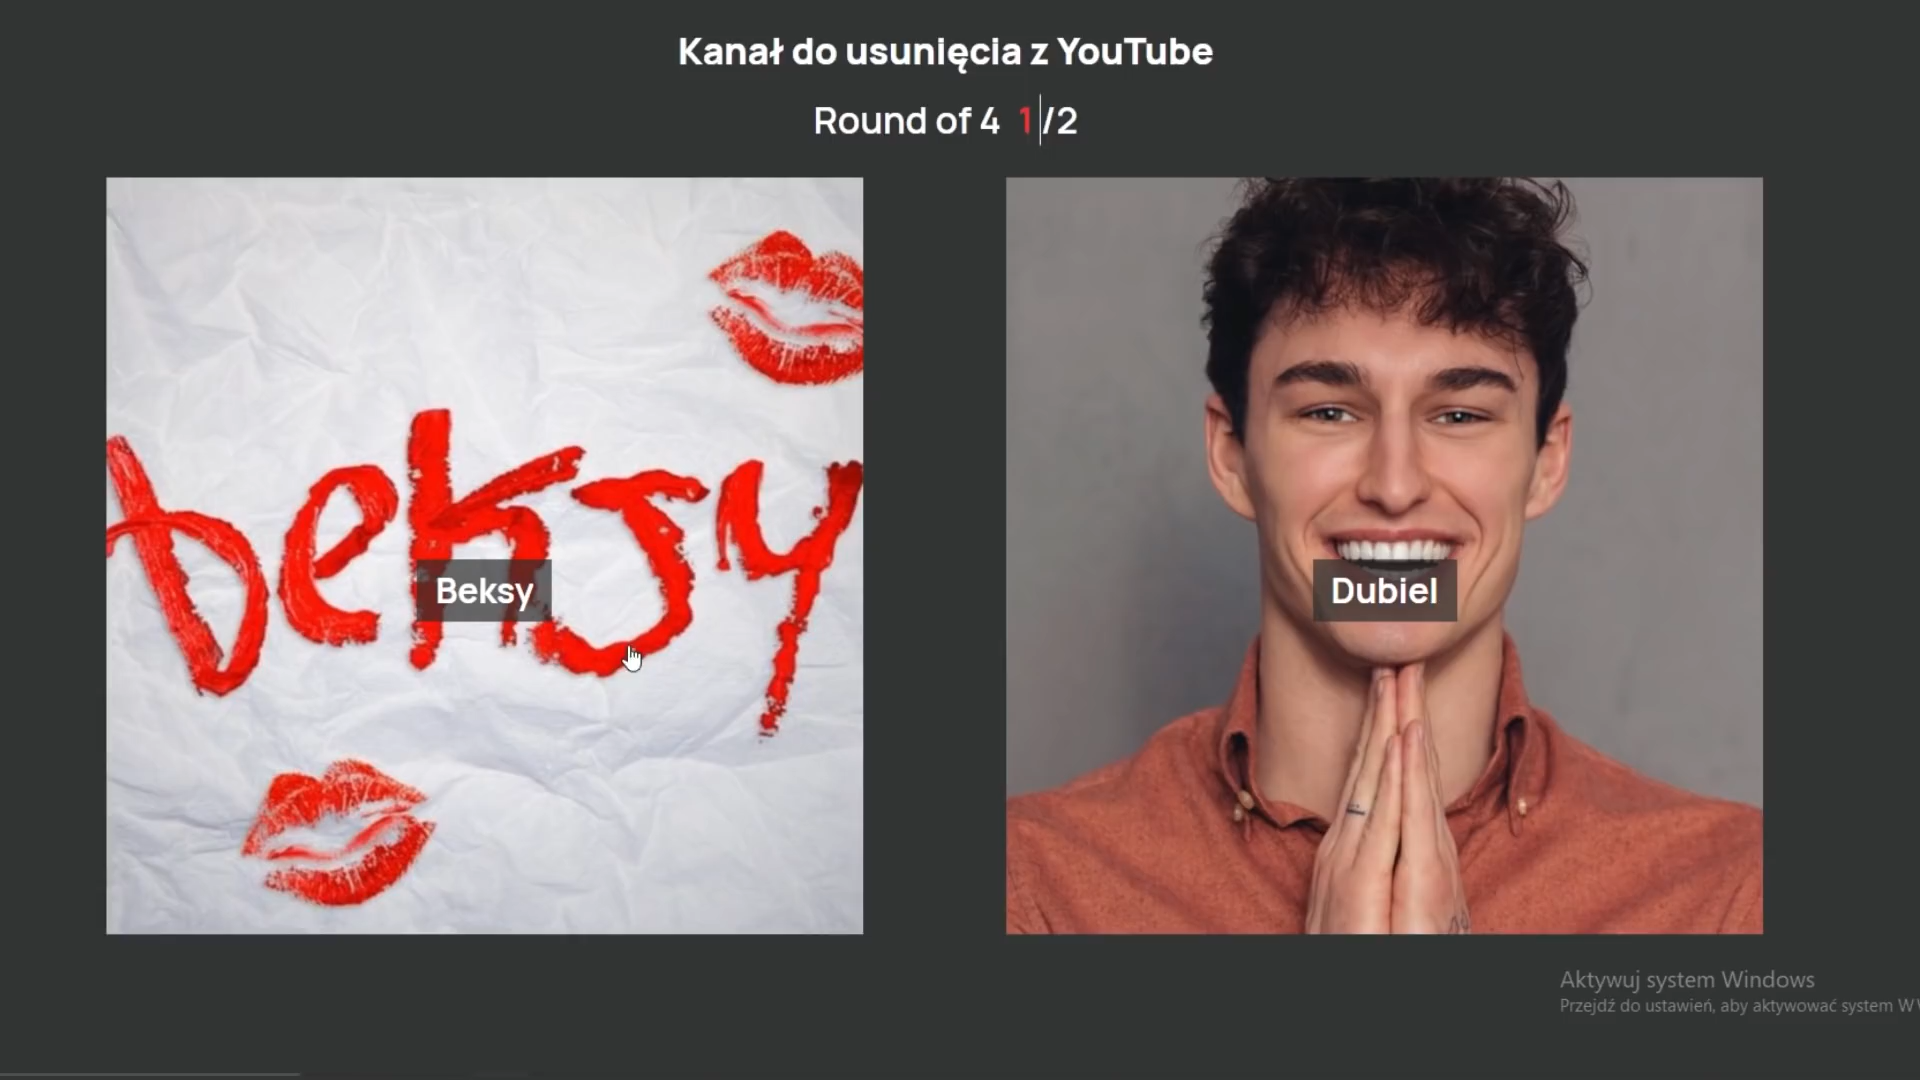 Kanał do usunięcia z YouTube
Round of 4 1/2
beksy
Beksy
Dubiel
Aktywuj system Windows
Przejdź do ustawień, aby aktywować system W